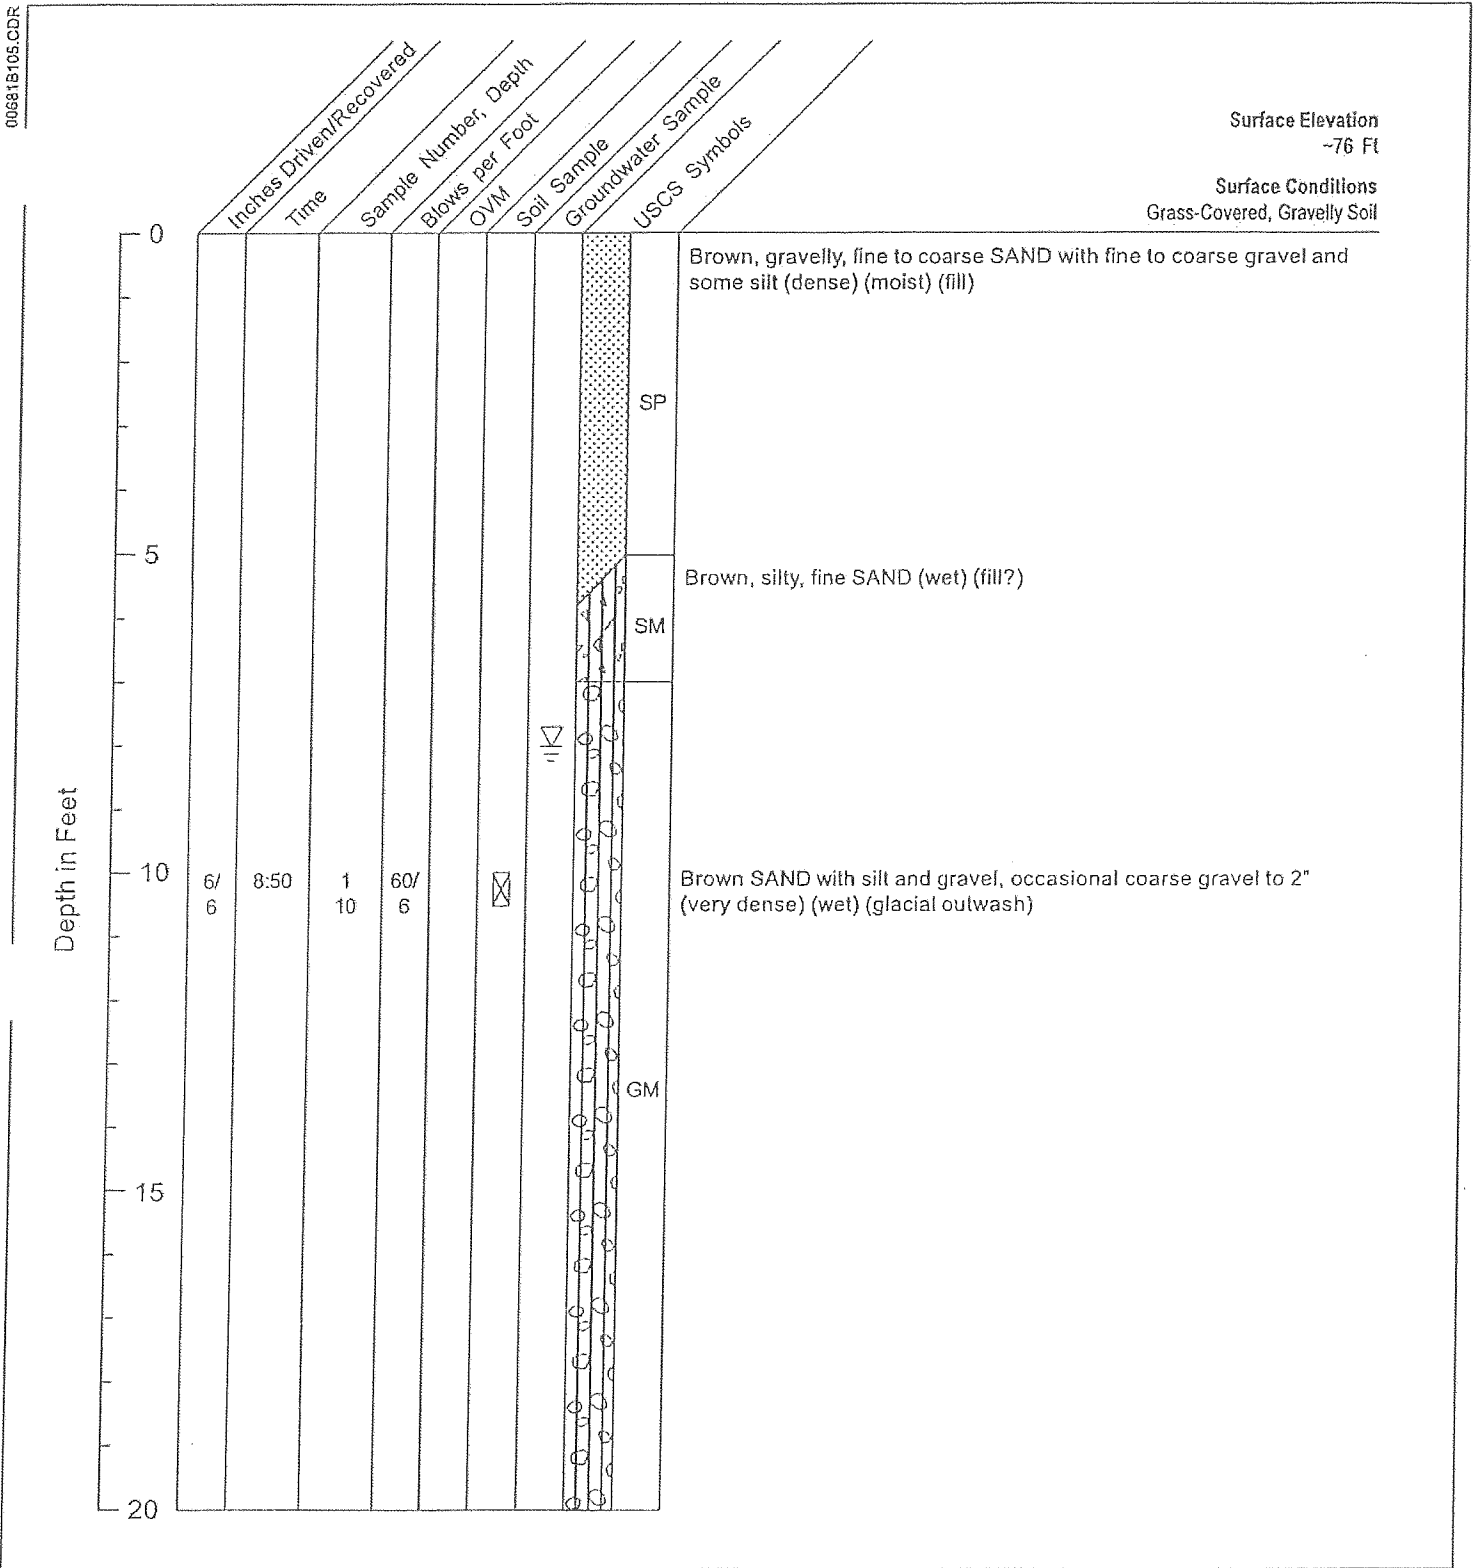 00681B105.CDR
Inches Driven/Recovered
Time
Sample Number, Depth
Blows per Foot
OVM
Soil Sample
Groundwater Sample
USCS Symbols
Surface Elevation
~76 Ft
Surface Conditions
Grass-Covered, Gravelly Soil
0
Brown, gravelly, fine to coarse SAND with fine to coarse gravel and
some silt (dense) (moist) (fill)
SP
5
Brown, silty, fine SAND (wet) (fill?)
SM
Depth in Feet
10
6/
6
8:50
1
10
60/
6
Brown SAND with silt and gravel, occasional coarse gravel to 2"
(very dense) (wet) (glacial outwash)
GM
15
20